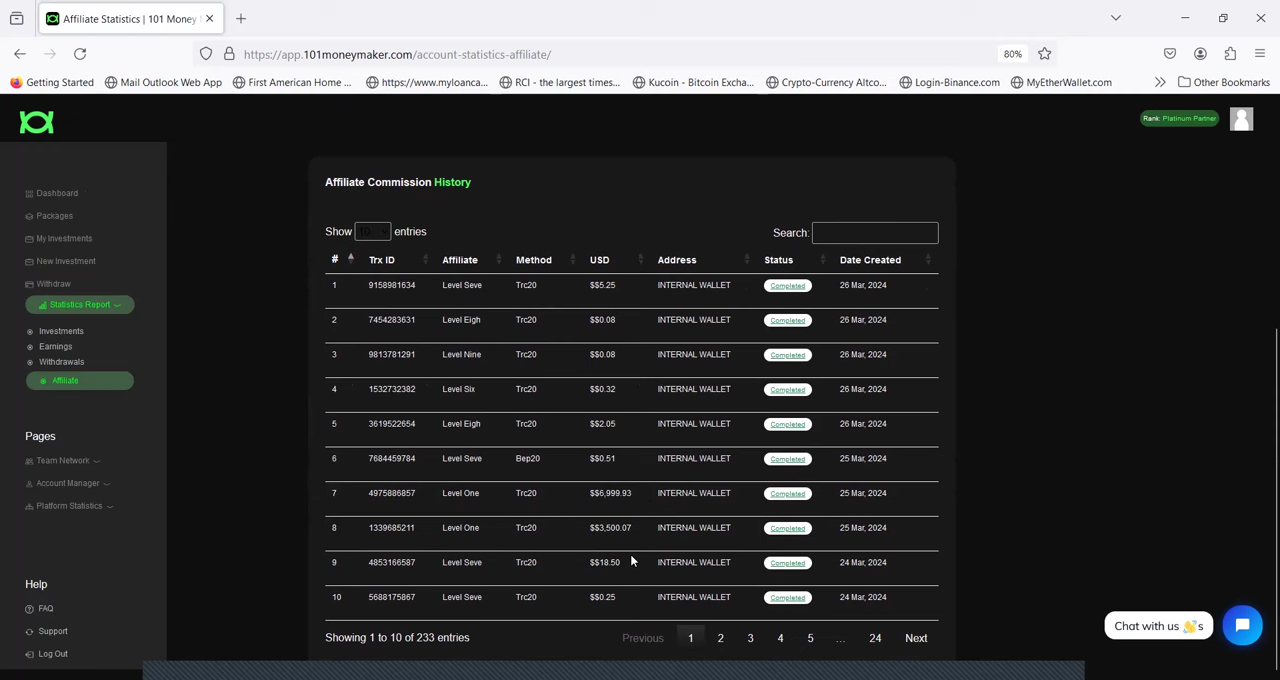 Affiliate Statistics | 101 Money
https://app.101moneymaker.com/account-statistics-affiliate/
80%
Getting Started Mail Outlook Web App First American Home ... https://www.myloanca... RCI - the largest times... Kucoin - Bitcoin Excha... Crypto-Currency Altco... Login-Binance.com MyEtherWallet.com Other Bookmarks
Rank: Platinum Partner
Dashboard
Packages
My Investments
New Investment
Withdraw
Statistics Report
Investments
Earnings
Withdrawals
Affiliate
Pages
Team Network
Account Manager
Platform Statistics
Help
FAQ
Support
Log Out
Affiliate Commission History
Show 10 entries
Search:
# Trx ID Affiliate Method USD Address Status Date Created
1 9158981634 Level Seve Trc20 $$5.25 INTERNAL WALLET Completed 26 Mar, 2024
2 7454283631 Level Eigh Trc20 $$0.08 INTERNAL WALLET Completed 26 Mar, 2024
3 9813781291 Level Nine Trc20 $$0.08 INTERNAL WALLET Completed 26 Mar, 2024
4 1532732382 Level Six Trc20 $$0.32 INTERNAL WALLET Completed 26 Mar, 2024
5 3619522654 Level Eigh Trc20 $$2.05 INTERNAL WALLET Completed 26 Mar, 2024
6 7684459784 Level Seve Bep20 $$0.51 INTERNAL WALLET Completed 25 Mar, 2024
7 4975886857 Level One Trc20 $$6,999.93 INTERNAL WALLET Completed 25 Mar, 2024
8 1339685211 Level One Trc20 $$3,500.07 INTERNAL WALLET Completed 25 Mar, 2024
9 4853166587 Level Seve Trc20 $$18.50 INTERNAL WALLET Completed 24 Mar, 2024
10 5688175867 Level Seve Trc20 $$0.25 INTERNAL WALLET Completed 24 Mar, 2024
Showing 1 to 10 of 233 entries
Previous 1 2 3 4 5 ... 24 Next
Chat with us 👋s